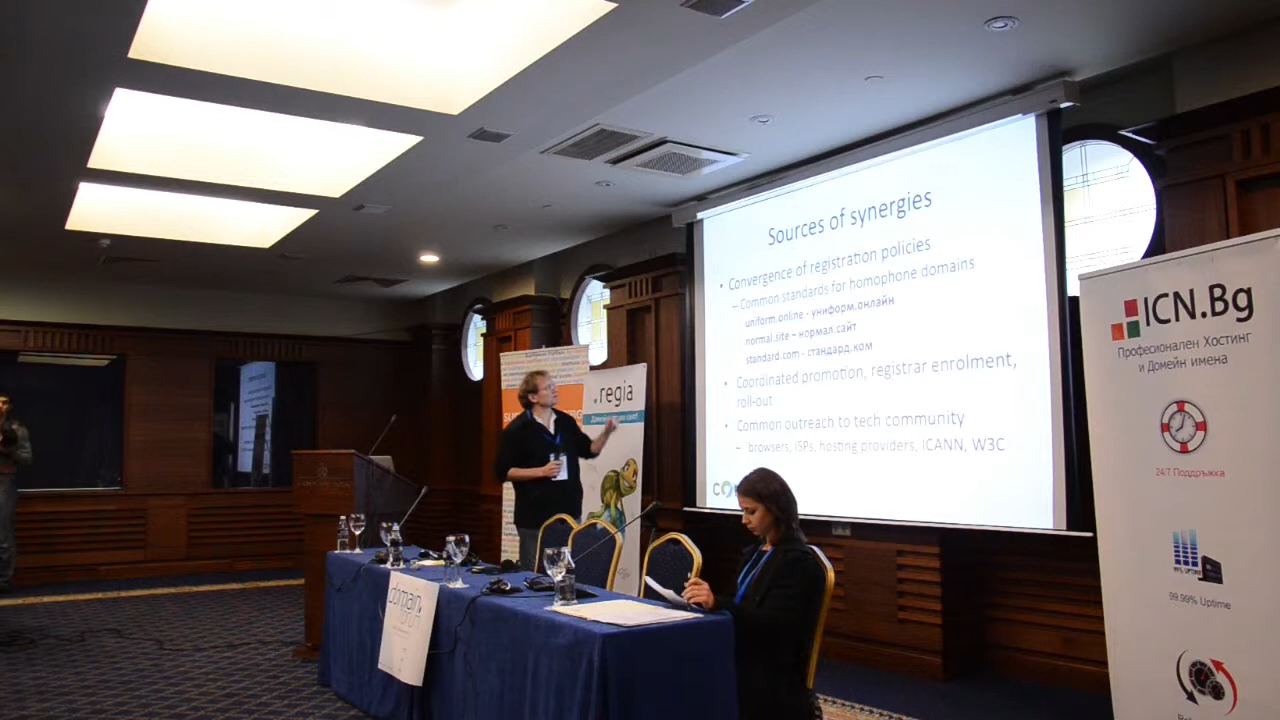 Sources of synergies
• Convergence of registration policies
– Common standards for homophone domains
uniform.online - униформ.онлайн
normal.site – нормал.сайт
standard.com - стандард.ком
• Coordinated promotion, registrar enrolment,
roll-out
• Common outreach to tech community
– browsers, ISPs, hosting providers, ICANN, W3C
.regia
domain.
forum
ICN.Bg
Професионален Хостинг
и Домейн имена
24/7 Поддръжка
99.99% Uptime